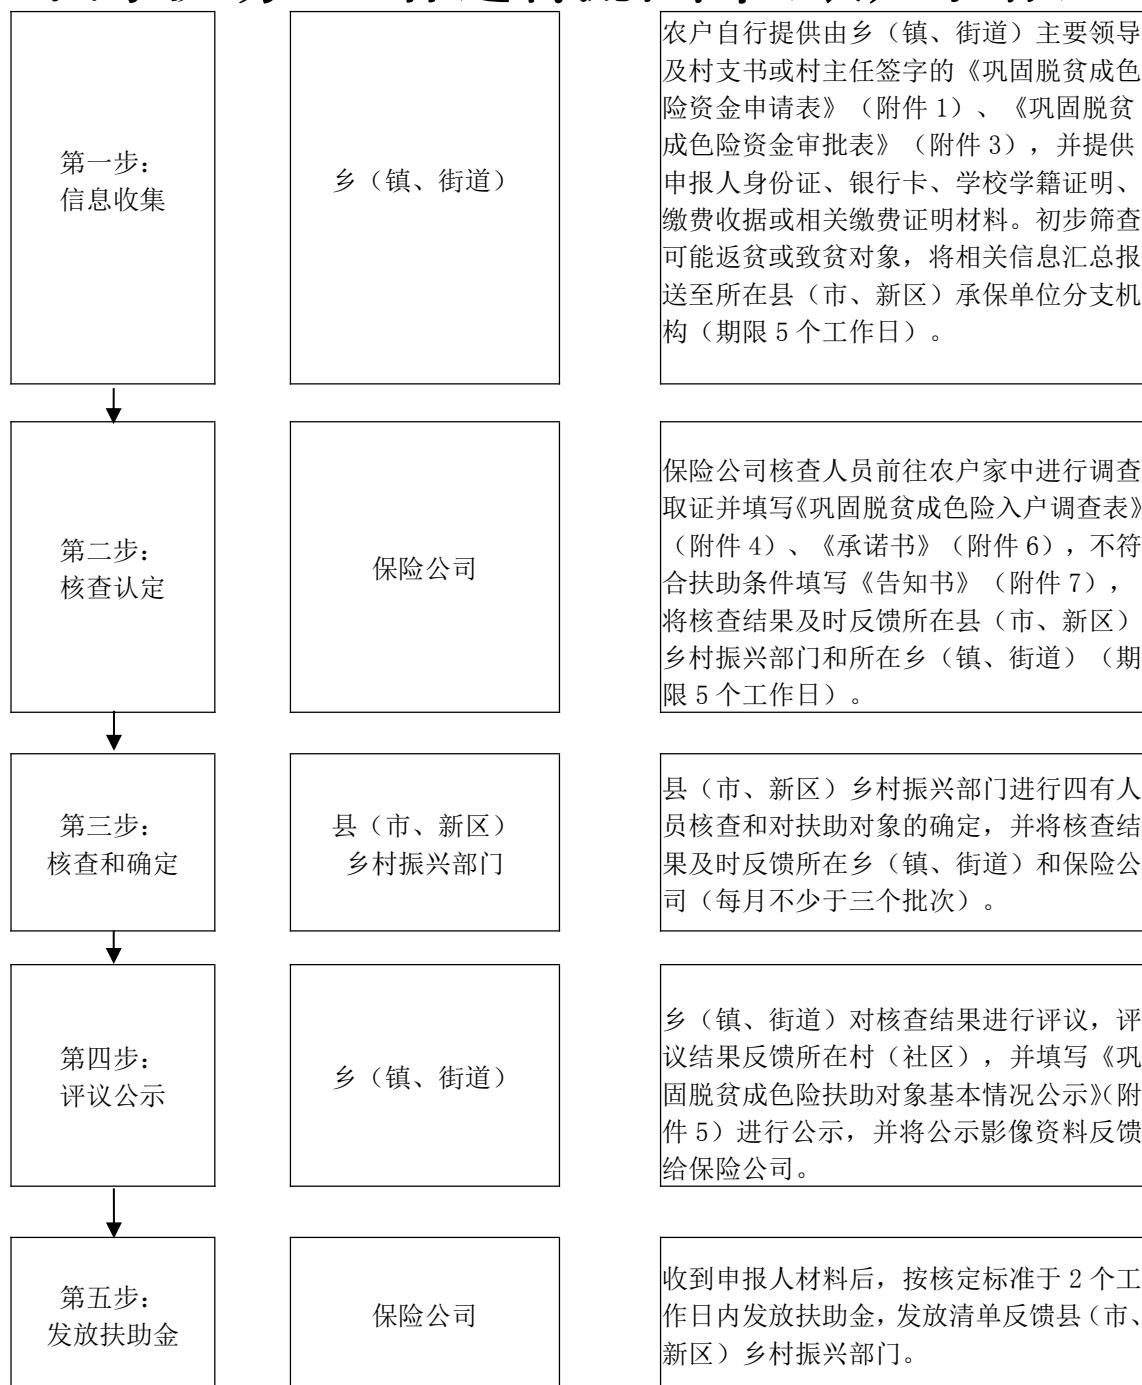 第一步:
信息收集
乡（镇、街道）
农户自行提供由乡（镇、街道）主要领导
及村支书或村主任签字的《巩固脱贫成色
险资金申请表》（附件 1）、《巩固脱贫
成色险资金审批表》（附件 3），并提供
申报人身份证、银行卡、学校学籍证明、
缴费收据或相关缴费证明材料。初步筛查
可能返贫或致贫对象，将相关信息汇总报
送至所在县（市、新区）承保单位分支机
构（期限 5 个工作日）。
第二步:
核查认定
保险公司
保险公司核查人员前往农户家中进行调查
取证并填写《巩固脱贫成色险入户调查表》
（附件 4）、《承诺书》（附件 6），不符
合扶助条件填写《告知书》（附件 7），
将核查结果及时反馈所在县（市、新区）
乡村振兴部门和所在乡（镇、街道）（期
限 5 个工作日）。
第三步:
核查和确定
县（市、新区）
乡村振兴部门
县（市、新区）乡村振兴部门进行四有人
员核查和对扶助对象的确定，并将核查结
果及时反馈所在乡（镇、街道）和保险公
司（每月不少于三个批次）。
第四步:
评议公示
乡（镇、街道）
乡（镇、街道）对核查结果进行评议，评
议结果反馈所在村（社区），并填写《巩
固脱贫成色险扶助对象基本情况公示》（附
件 5）进行公示，并将公示影像资料反馈
给保险公司。
第五步:
发放扶助金
保险公司
收到申报人材料后，按核定标准于 2 个工
作日内发放扶助金，发放清单反馈县（市、
新区）乡村振兴部门。